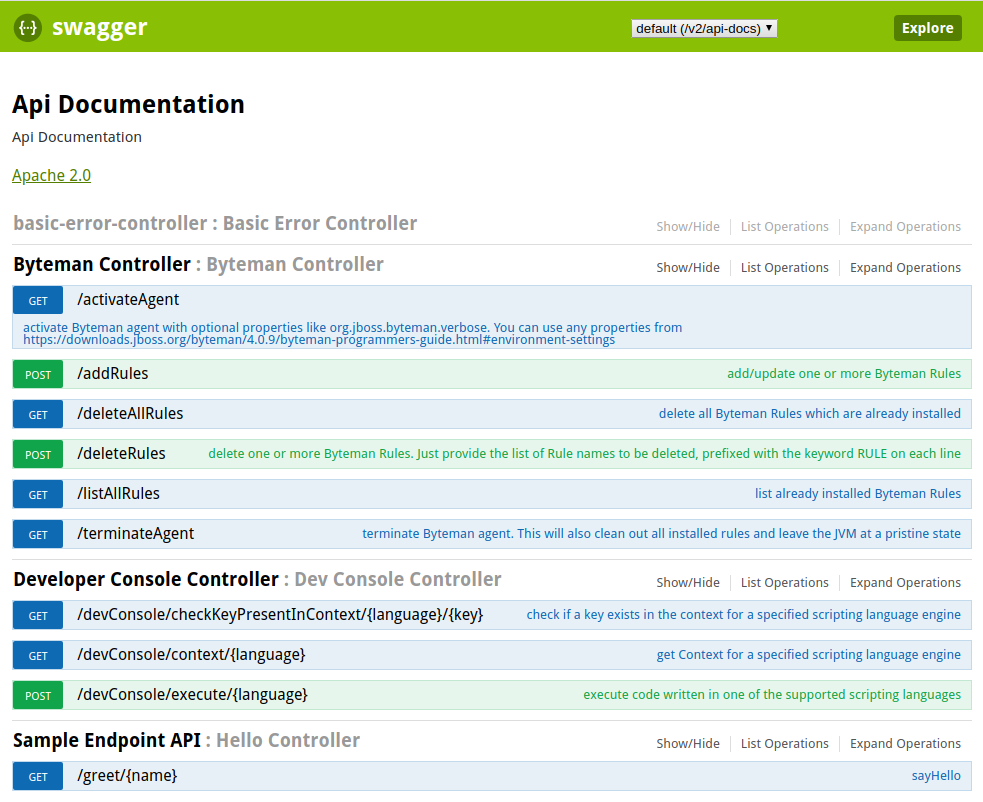 {··} swagger default (/v2/api-docs) ▼ Explore
Api Documentation
Api Documentation
Apache 2.0
basic-error-controller : Basic Error Controller Show/Hide List Operations Expand Operations
Byteman Controller : Byteman Controller Show/Hide List Operations Expand Operations
GET /activateAgent
activate Byteman agent with optional properties like org.jboss.byteman.verbose. You can use any properties from
https://downloads.jboss.org/byteman/4.0.9/byteman-programmers-guide.html#environment-settings
POST /addRules add/update one or more Byteman Rules
GET /deleteAllRules delete all Byteman Rules which are already installed
POST /deleteRules delete one or more Byteman Rules. Just provide the list of Rule names to be deleted, prefixed with the keyword RULE on each line
GET /listAllRules list already installed Byteman Rules
GET /terminateAgent terminate Byteman agent. This will also clean out all installed rules and leave the JVM at a pristine state
Developer Console Controller : Dev Console Controller Show/Hide List Operations Expand Operations
GET /devConsole/checkKeyPresentInContext/{language}/{key} check if a key exists in the context for a specified scripting language engine
GET /devConsole/context/{language} get Context for a specified scripting language engine
POST /devConsole/execute/{language} execute code written in one of the supported scripting languages
Sample Endpoint API : Hello Controller Show/Hide List Operations Expand Operations
GET /greet/{name} sayHello